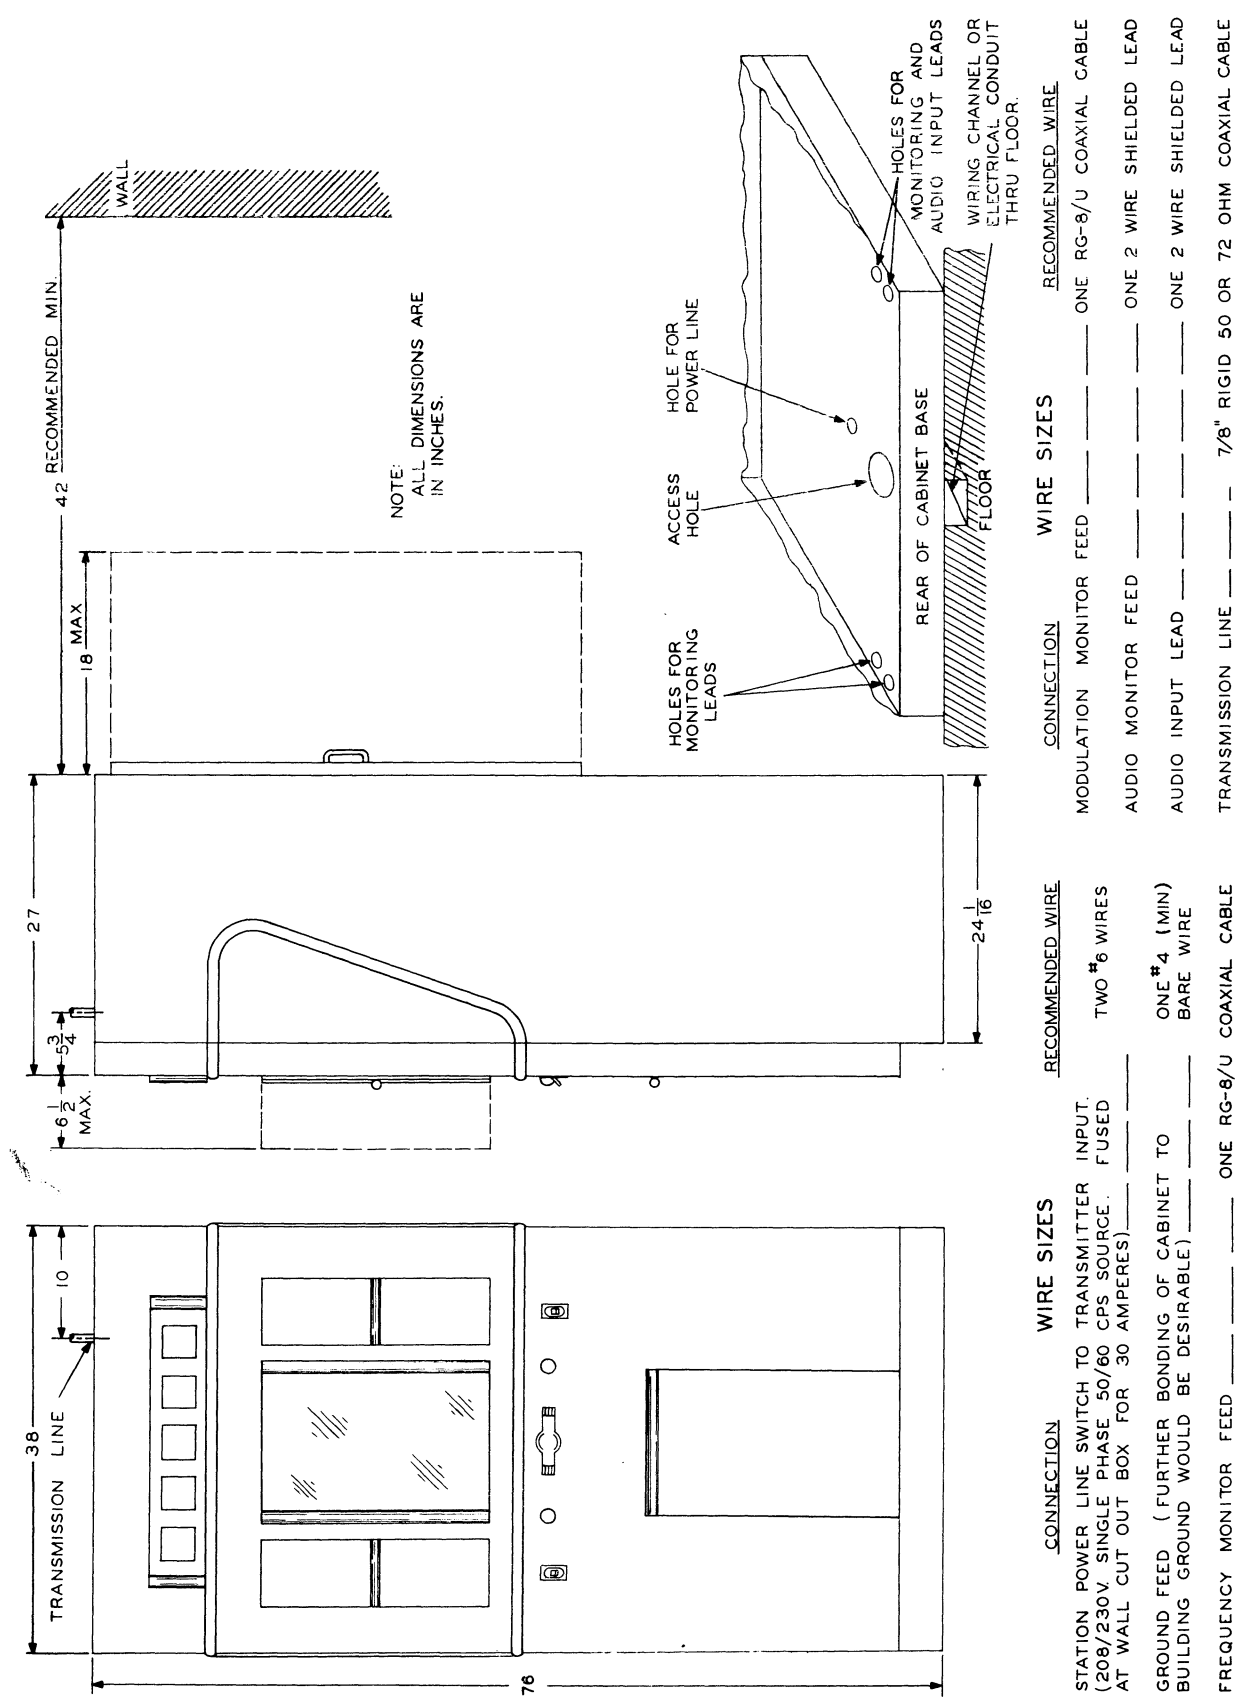 38
10
TRANSMISSION LINE
76
6 1/2
MAX.
5 3/4
27
18 MAX
42 RECOMMENDED MIN.
WALL
24 1/16
NOTE:
ALL DIMENSIONS ARE
IN INCHES.
HOLES FOR
MONITORING
LEADS
ACCESS
HOLE
HOLE FOR
POWER LINE
HOLES FOR
MONITORING AND
AUDIO INPUT LEADS
WIRING CHANNEL OR
ELECTRICAL CONDUIT
THRU FLOOR.
REAR OF CABINET BASE
FLOOR
WIRE SIZES
CONNECTION RECOMMENDED WIRE
STATION POWER LINE SWITCH TO TRANSMITTER INPUT.
(208/230V. SINGLE PHASE 50/60 CPS SOURCE. FUSED
AT WALL CUT OUT BOX FOR 30 AMPERES) TWO #6 WIRES
GROUND FEED (FURTHER BONDING OF CABINET TO
BUILDING GROUND WOULD BE DESIRABLE) ONE #4 (MIN)
BARE WIRE
FREQUENCY MONITOR FEED ONE RG-8/U COAXIAL CABLE
WIRE SIZES
CONNECTION RECOMMENDED WIRE
MODULATION MONITOR FEED ONE RG-8/U COAXIAL CABLE
AUDIO MONITOR FEED ONE 2 WIRE SHIELDED LEAD
AUDIO INPUT LEAD ONE 2 WIRE SHIELDED LEAD
TRANSMISSION LINE 7/8" RIGID 50 OR 72 OHM COAXIAL CABLE